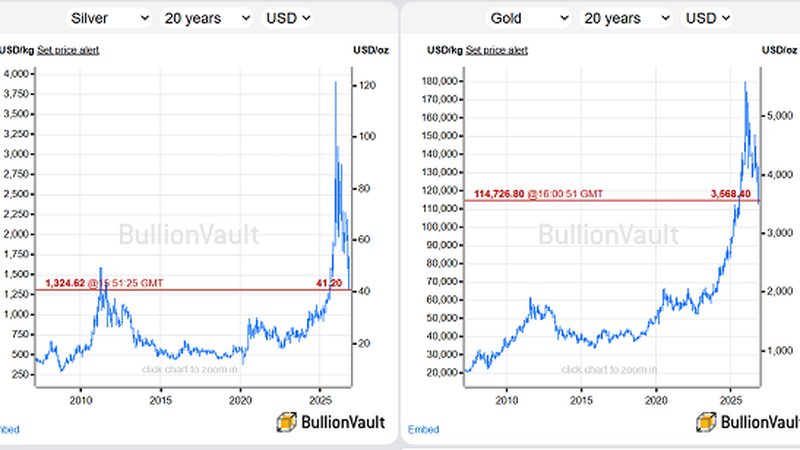 Silver 20 years USD
USD/kg Set price alert USD/oz
4,000
3,750
3,500
3,250
3,000
2,750
2,500
2,250
2,000
1,750
1,500
1,250
1,000
750
500
250
120
100
80
60
40
20
BullionVault
1,324.62 @15:51:25 GMT 41.20
click chart to zoom in
2010 2015 2020 2025
BullionVault
Gold 20 years USD
USD/kg Set price alert USD/oz
180,000
170,000
160,000
150,000
140,000
130,000
120,000
110,000
100,000
90,000
80,000
70,000
60,000
50,000
40,000
30,000
20,000
5,000
4,000
3,000
2,000
1,000
BullionVault
114,726.80 @16:00:51 GMT 3,568.40
click chart to zoom in
2010 2015 2020 2025
Embed
BullionVault